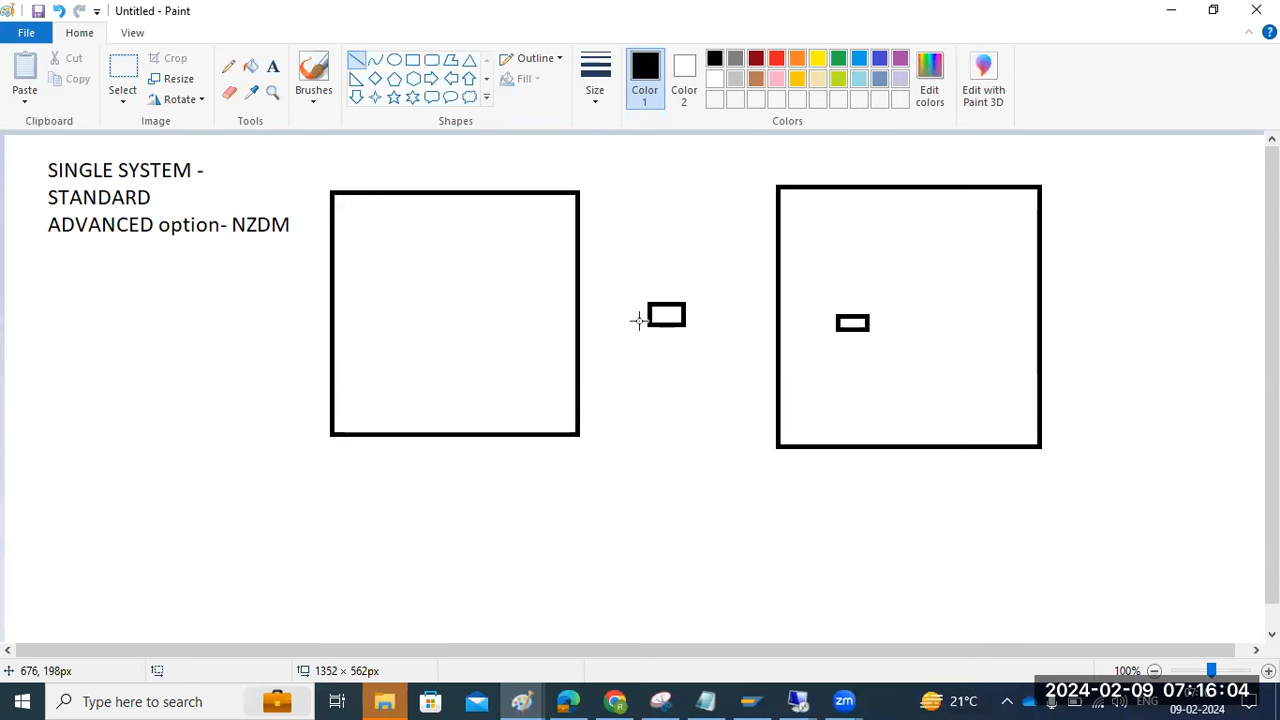 Untitled - Paint
File
Home
View
Paste
Cut
Copy
Clipboard
Select
Crop
Resize
Rotate
Image
Tools
Brushes
Outline
Fill
Shapes
Size
Color
1
Color
2
Edit
colors
Colors
Edit with
Paint 3D
SINGLE SYSTEM -
STANDARD
ADVANCED option- NZDM
676, 198px
1352 × 562px
100%
Type here to search
zm
21°C
ENG
2024-02-09 07:16:04
09-02-2024